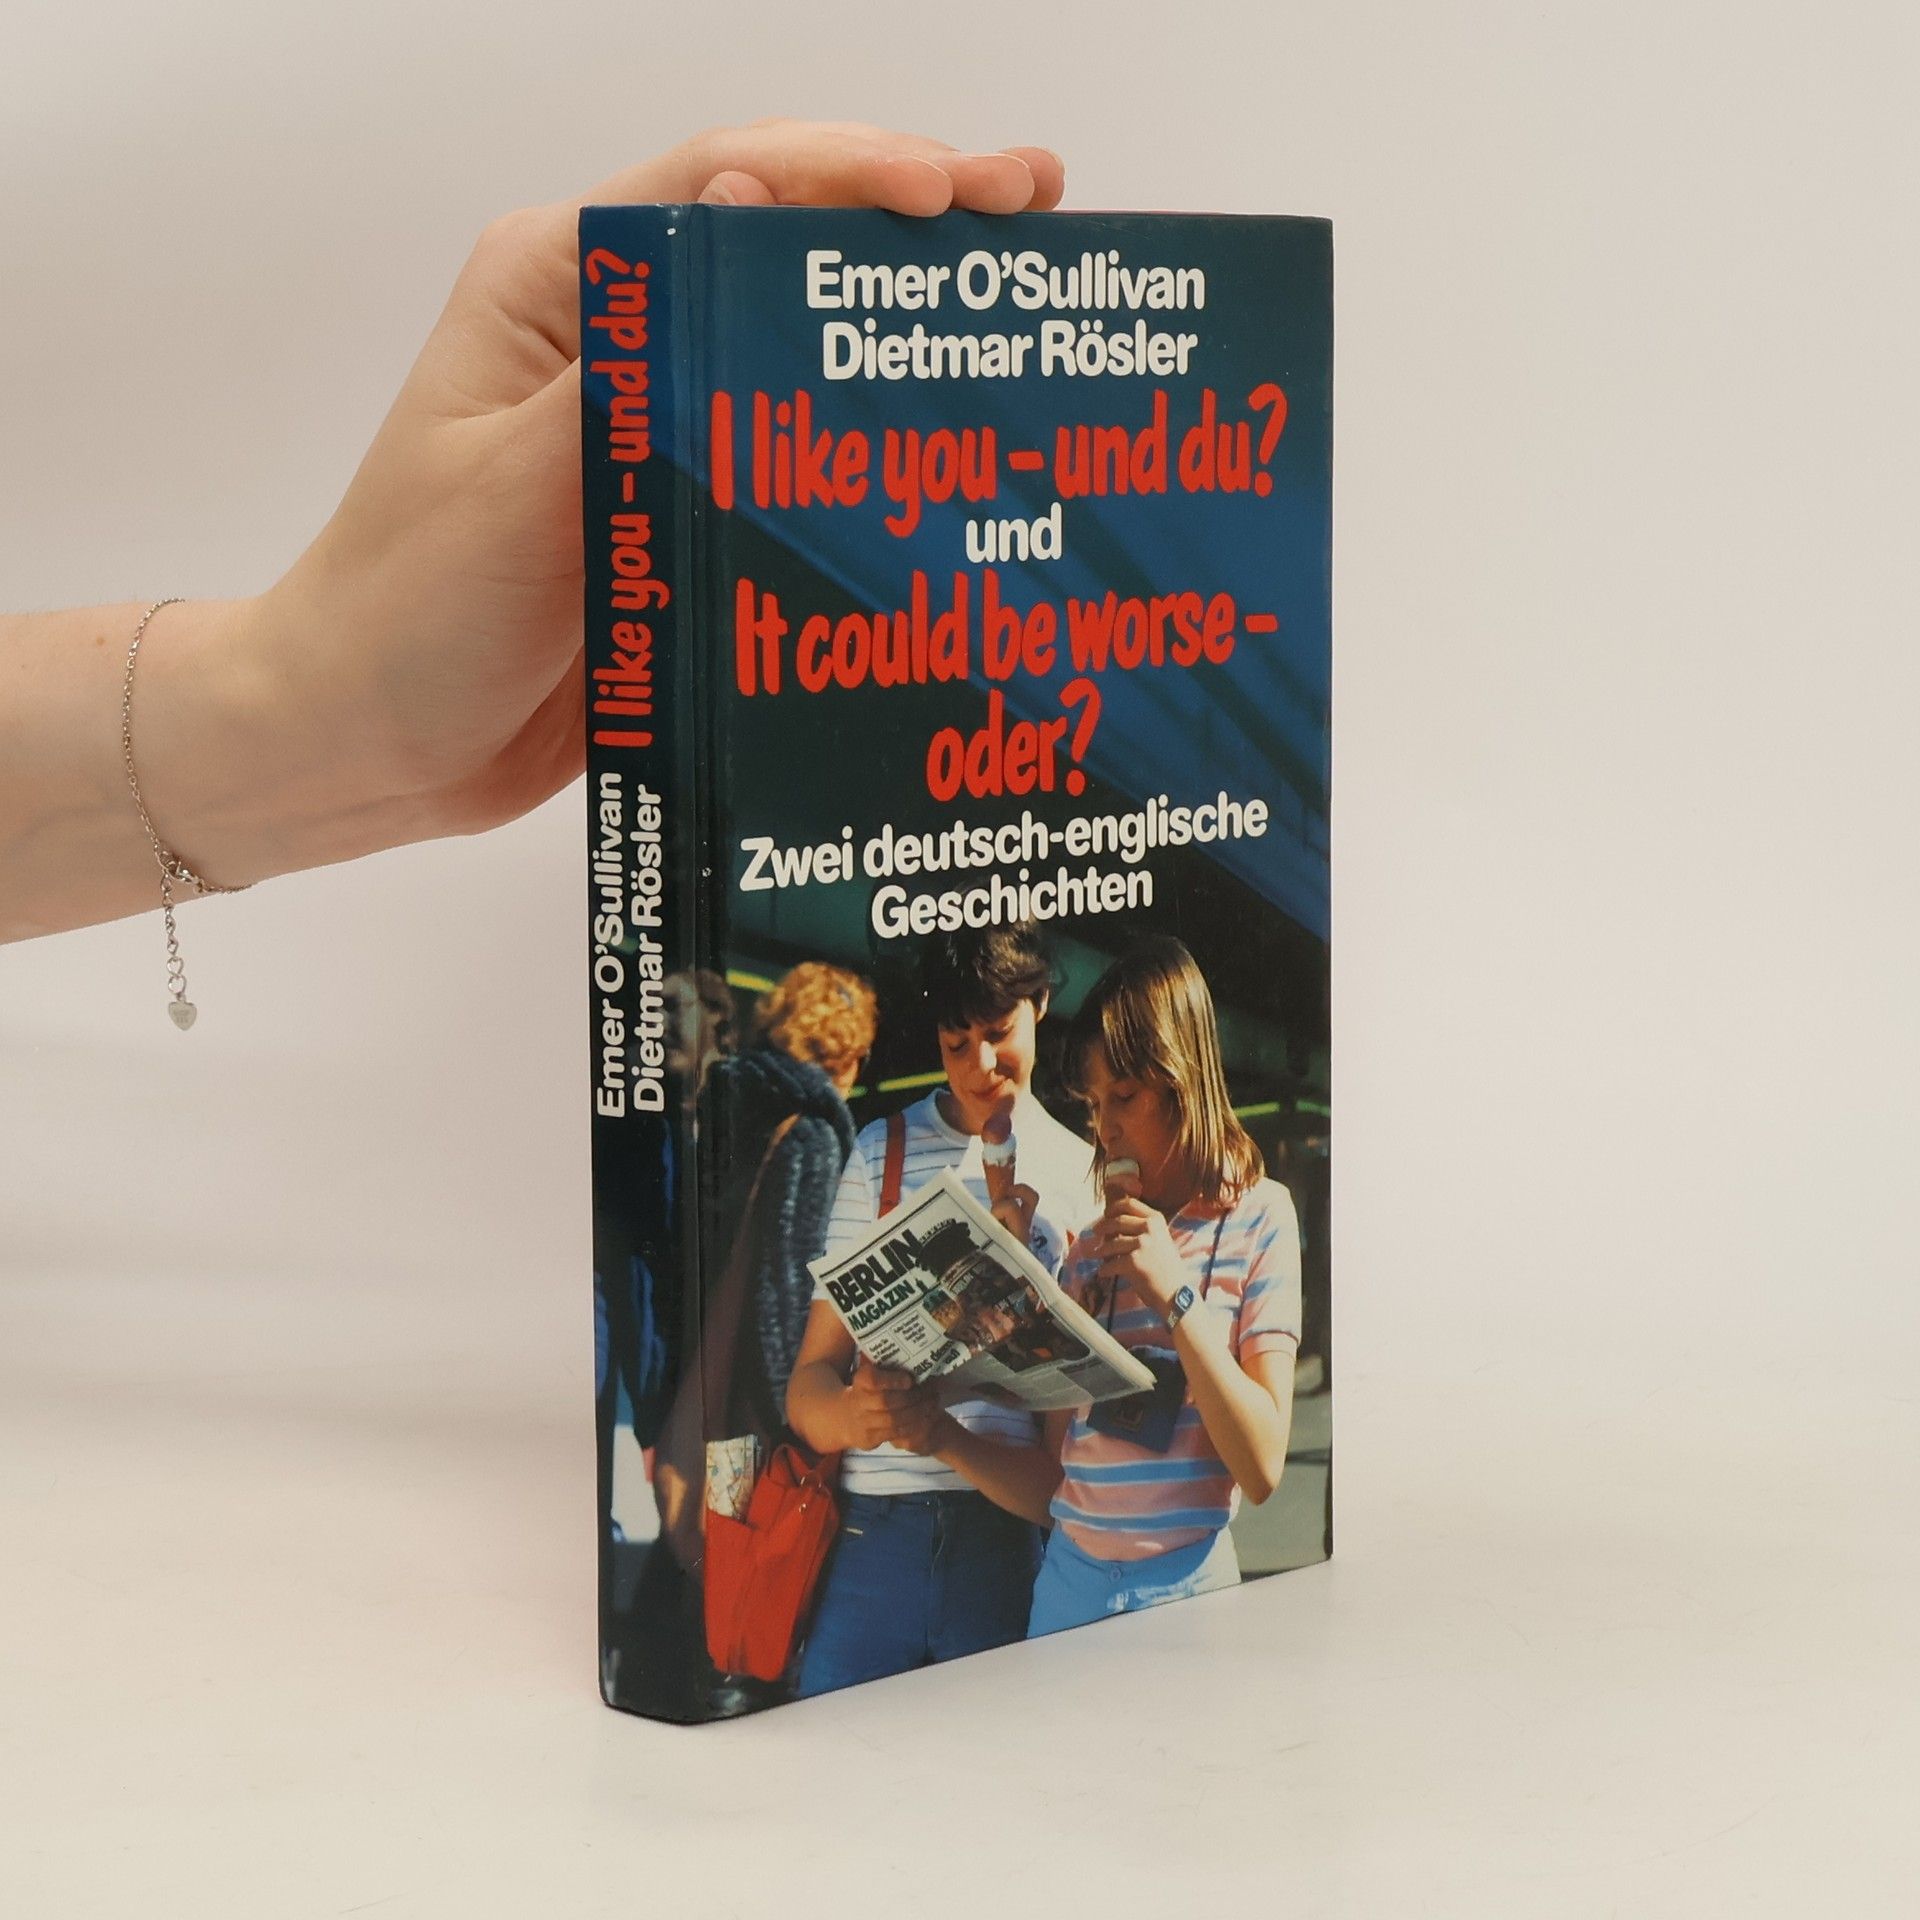 Emer O'Sullivan
Dietmar Rösler
I like you – und du?
Emer O'Sullivan
Dietmar Rösler
I like you – und du?
und
It could be worse –
oder?
Zwei deutsch-englische
Geschichten
BERLIN
MAGAZIN